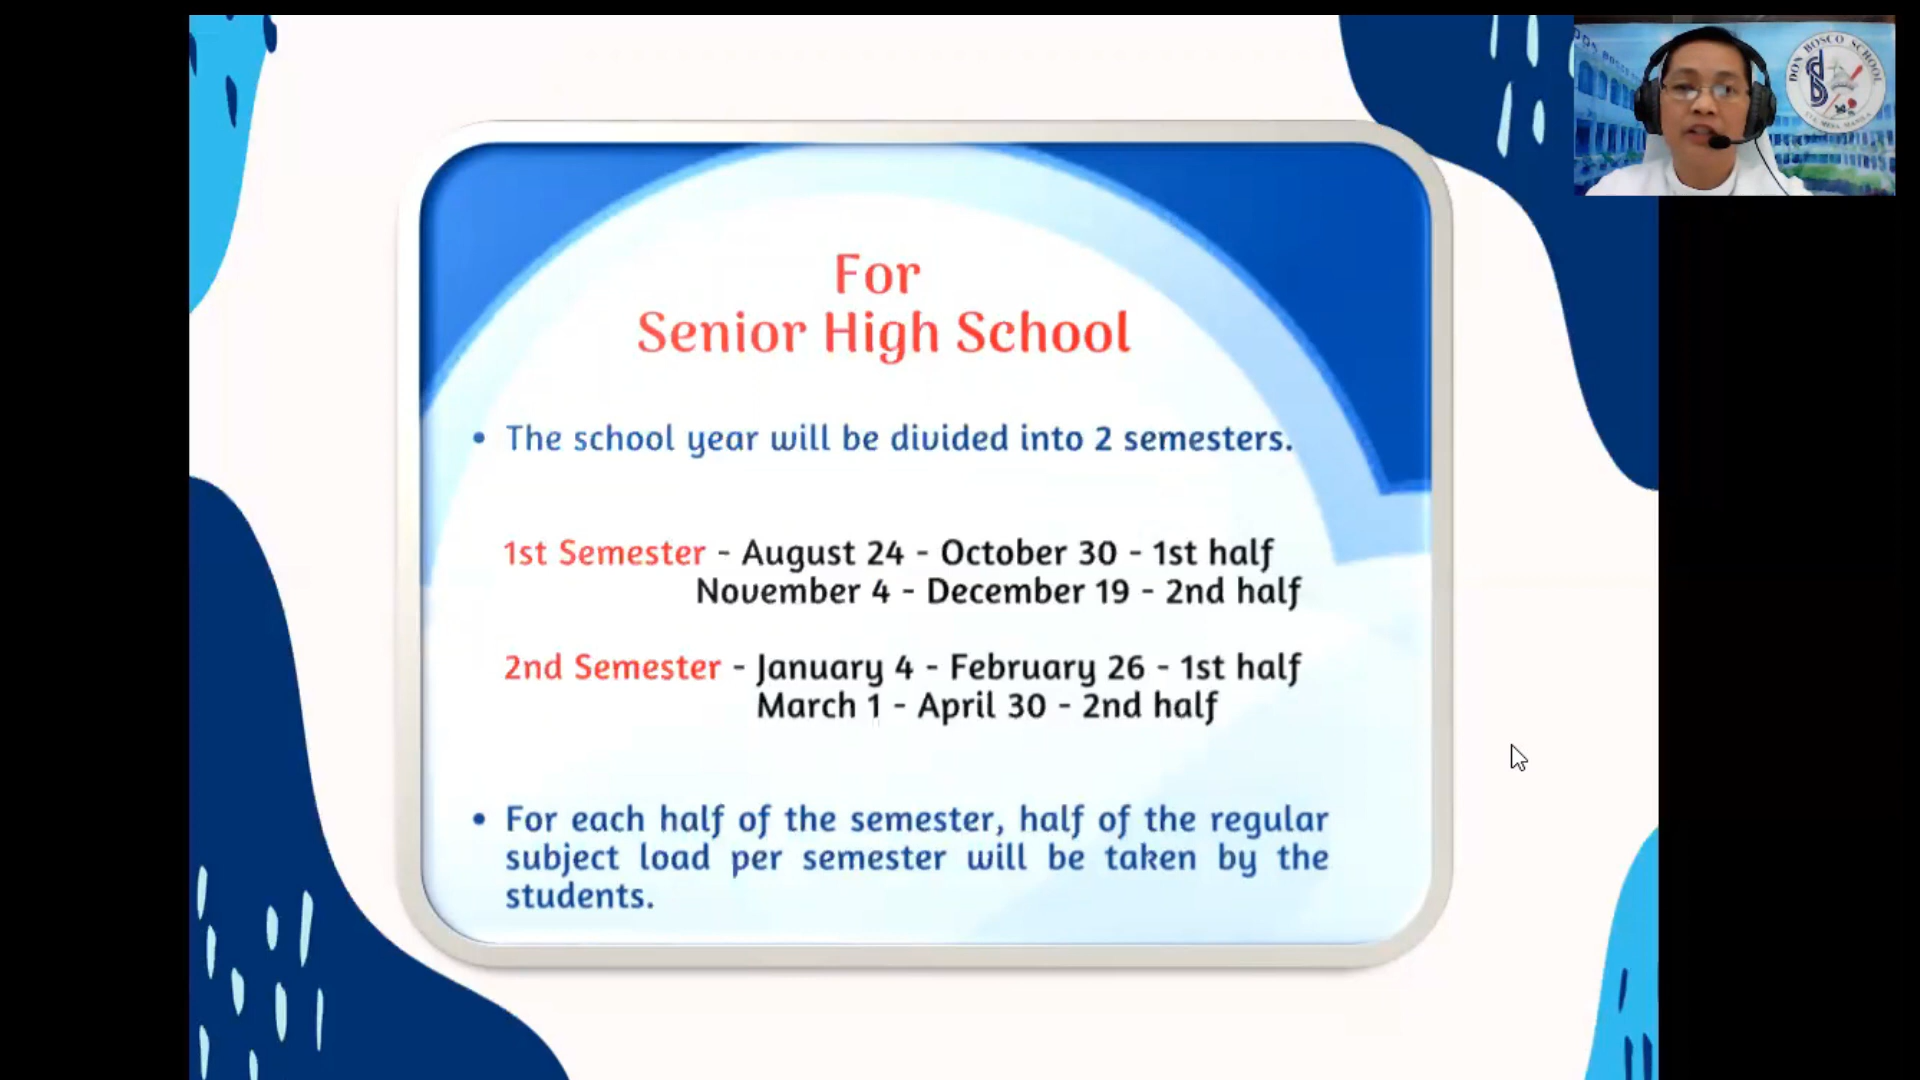 For
Senior High School
• The school year will be divided into 2 semesters.
1st Semester - August 24 - October 30 - 1st half
November 4 - December 19 - 2nd half
2nd Semester - January 4 - February 26 - 1st half
March 1 - April 30 - 2nd half
• For each half of the semester, half of the regular
subject load per semester will be taken by the
students.
DON BOSCO SCHOOL